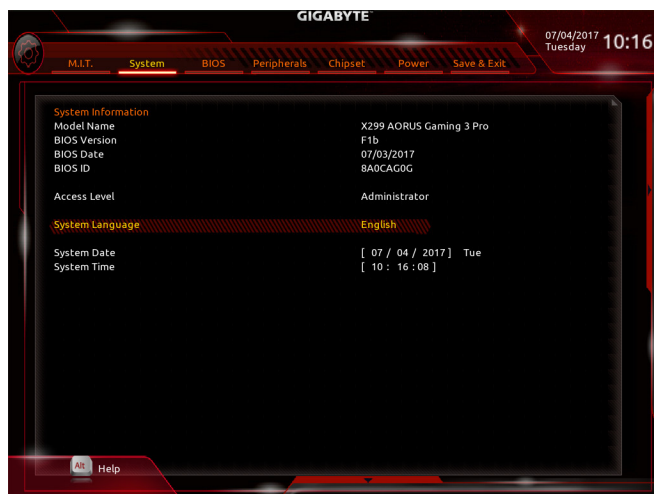 GIGABYTE
07/04/2017 Tuesday 10:16
M.I.T. System BIOS Peripherals Chipset Power Save & Exit
System Information
Model Name X299 AORUS Gaming 3 Pro
BIOS Version F1b
BIOS Date 07/03/2017
BIOS ID 8A0CAG0G
Access Level Administrator
System Language English
System Date [ 07 / 04 / 2017 ] Tue
System Time [ 10 : 16 : 08 ]
Alt Help